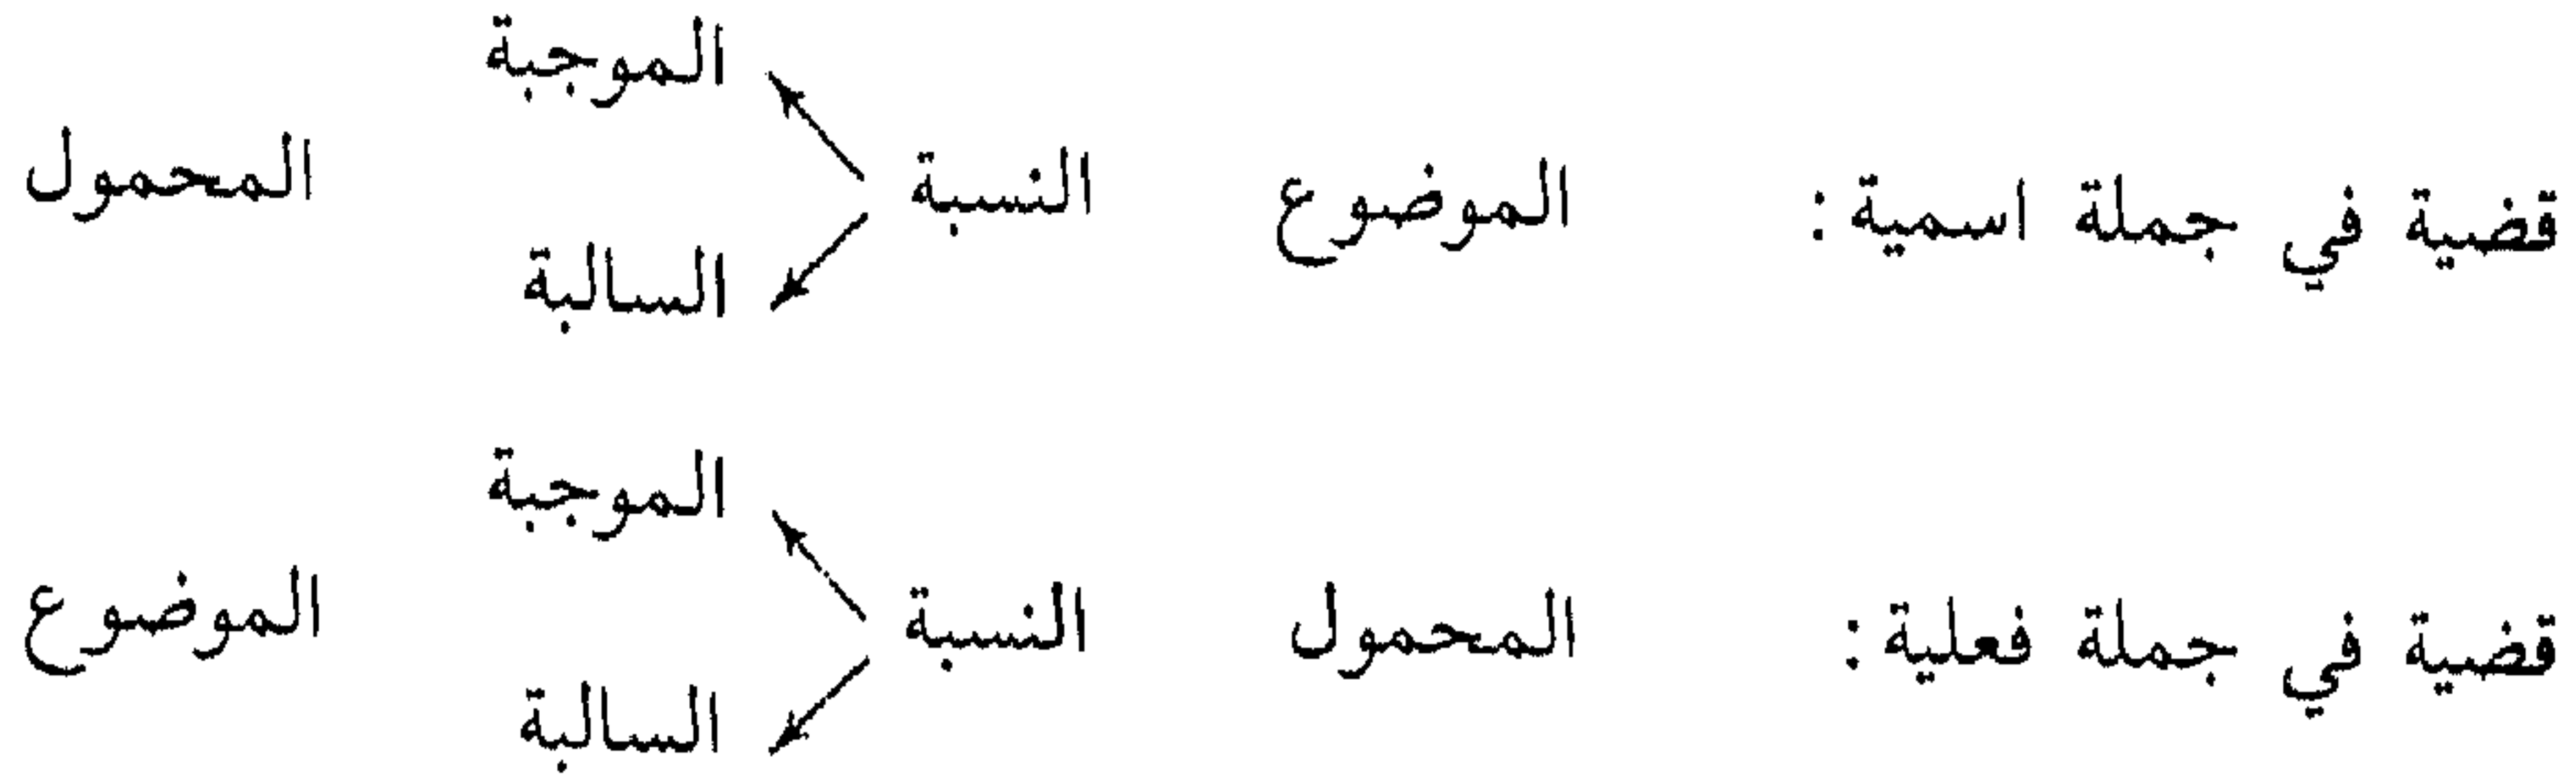 الموجبة
قضية في جملة اسمية: الموضوع النسبة المحمول
السالبة
الموجبة
قضية في جملة فعلية: المحمول النسبة الموضوع
السالبة